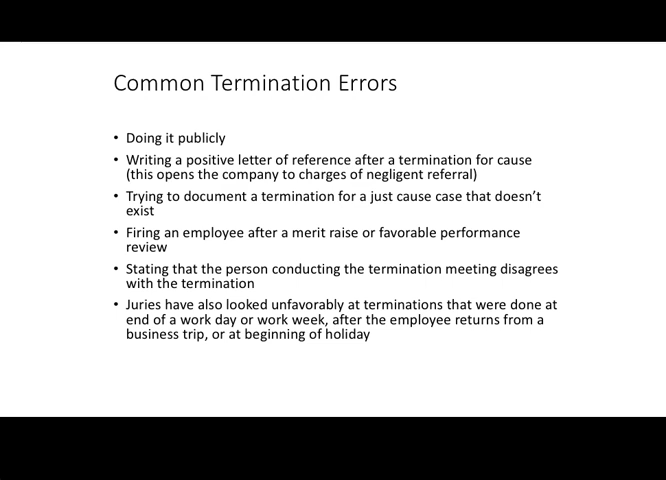 Common Termination Errors
• Doing it publicly
• Writing a positive letter of reference after a termination for cause
(this opens the company to charges of negligent referral)
• Trying to document a termination for a just cause case that doesn’t
exist
• Firing an employee after a merit raise or favorable performance
review
• Stating that the person conducting the termination meeting disagrees
with the termination
• Juries have also looked unfavorably at terminations that were done at
end of a work day or work week, after the employee returns from a
business trip, or at beginning of holiday